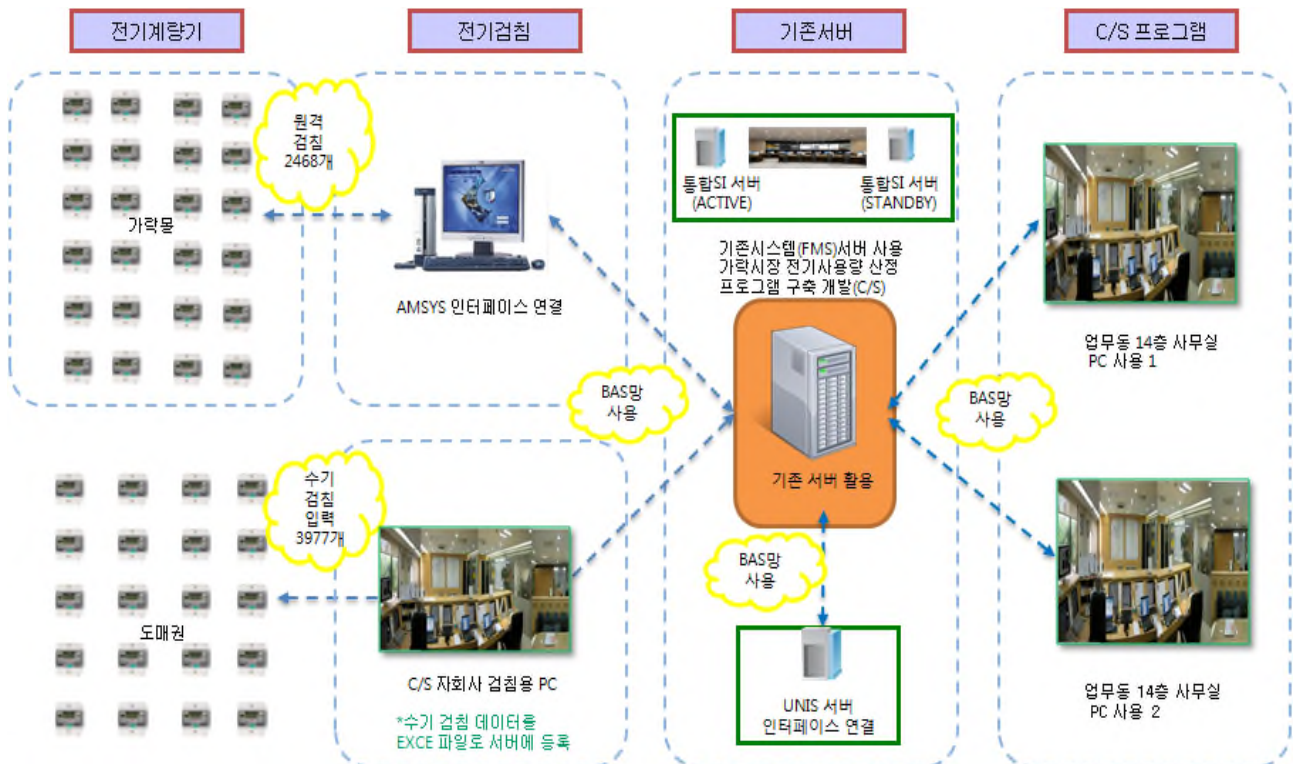 전기계량기
전기검침
기존서버
C/S 프로그램
원격
검침
2468개
가락몰
AMSYS 인터페이스 연결
통합SI 서버
(ACTIVE)
통합SI 서버
(STANDBY)
기존시스템(FMS)서버 사용
가락시장 전기사용량 산정
프로그램 구축 개발(C/S)
업무동 14층 사무실
PC 사용 1
BAS망
사용
BAS망
사용
기존 서버 활용
수기
검침
입력
3977개
도매권
C/S 자회사 검침용 PC
*수기 검침 데이터를
EXCE 파일로 서버에 등록
BAS망
사용
UNIS 서버
인터페이스 연결
업무동 14층 사무실
PC 사용 2